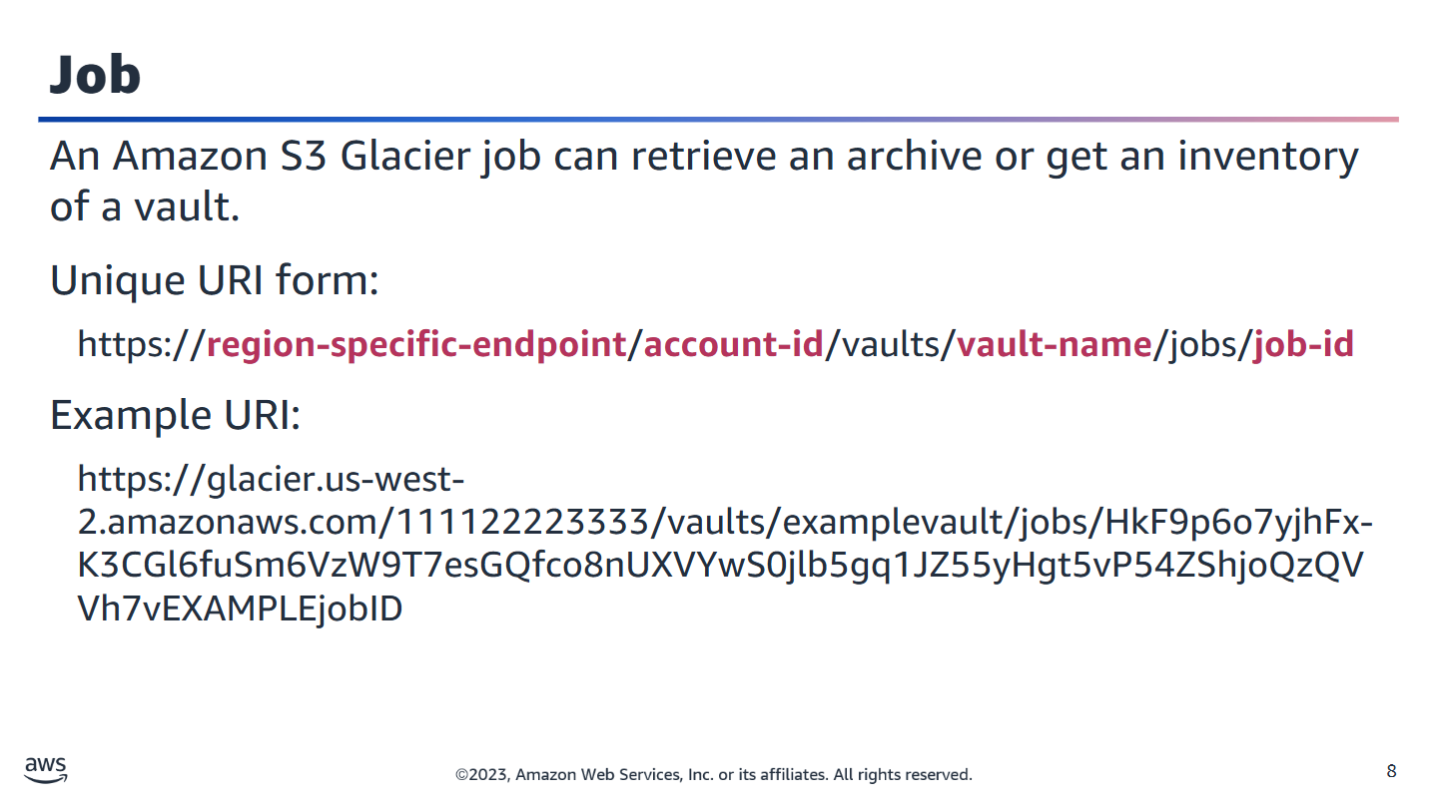 Job
An Amazon S3 Glacier job can retrieve an archive or get an inventory
of a vault.
Unique URI form:
https://region-specific-endpoint/account-id/vaults/vault-name/jobs/job-id
Example URI:
https://glacier.us-west-
2.amazonaws.com/111122223333/vaults/examplevault/jobs/HkF9p6o7yjhFx-
K3CGl6fuSm6VzW9T7esGQfco8nUXVYwS0jlb5gq1JZ55yHgt5vP54ZShjoQzQV
Vh7vEXAMPLEjobID
aws
©2023, Amazon Web Services, Inc. or its affiliates. All rights reserved.
8